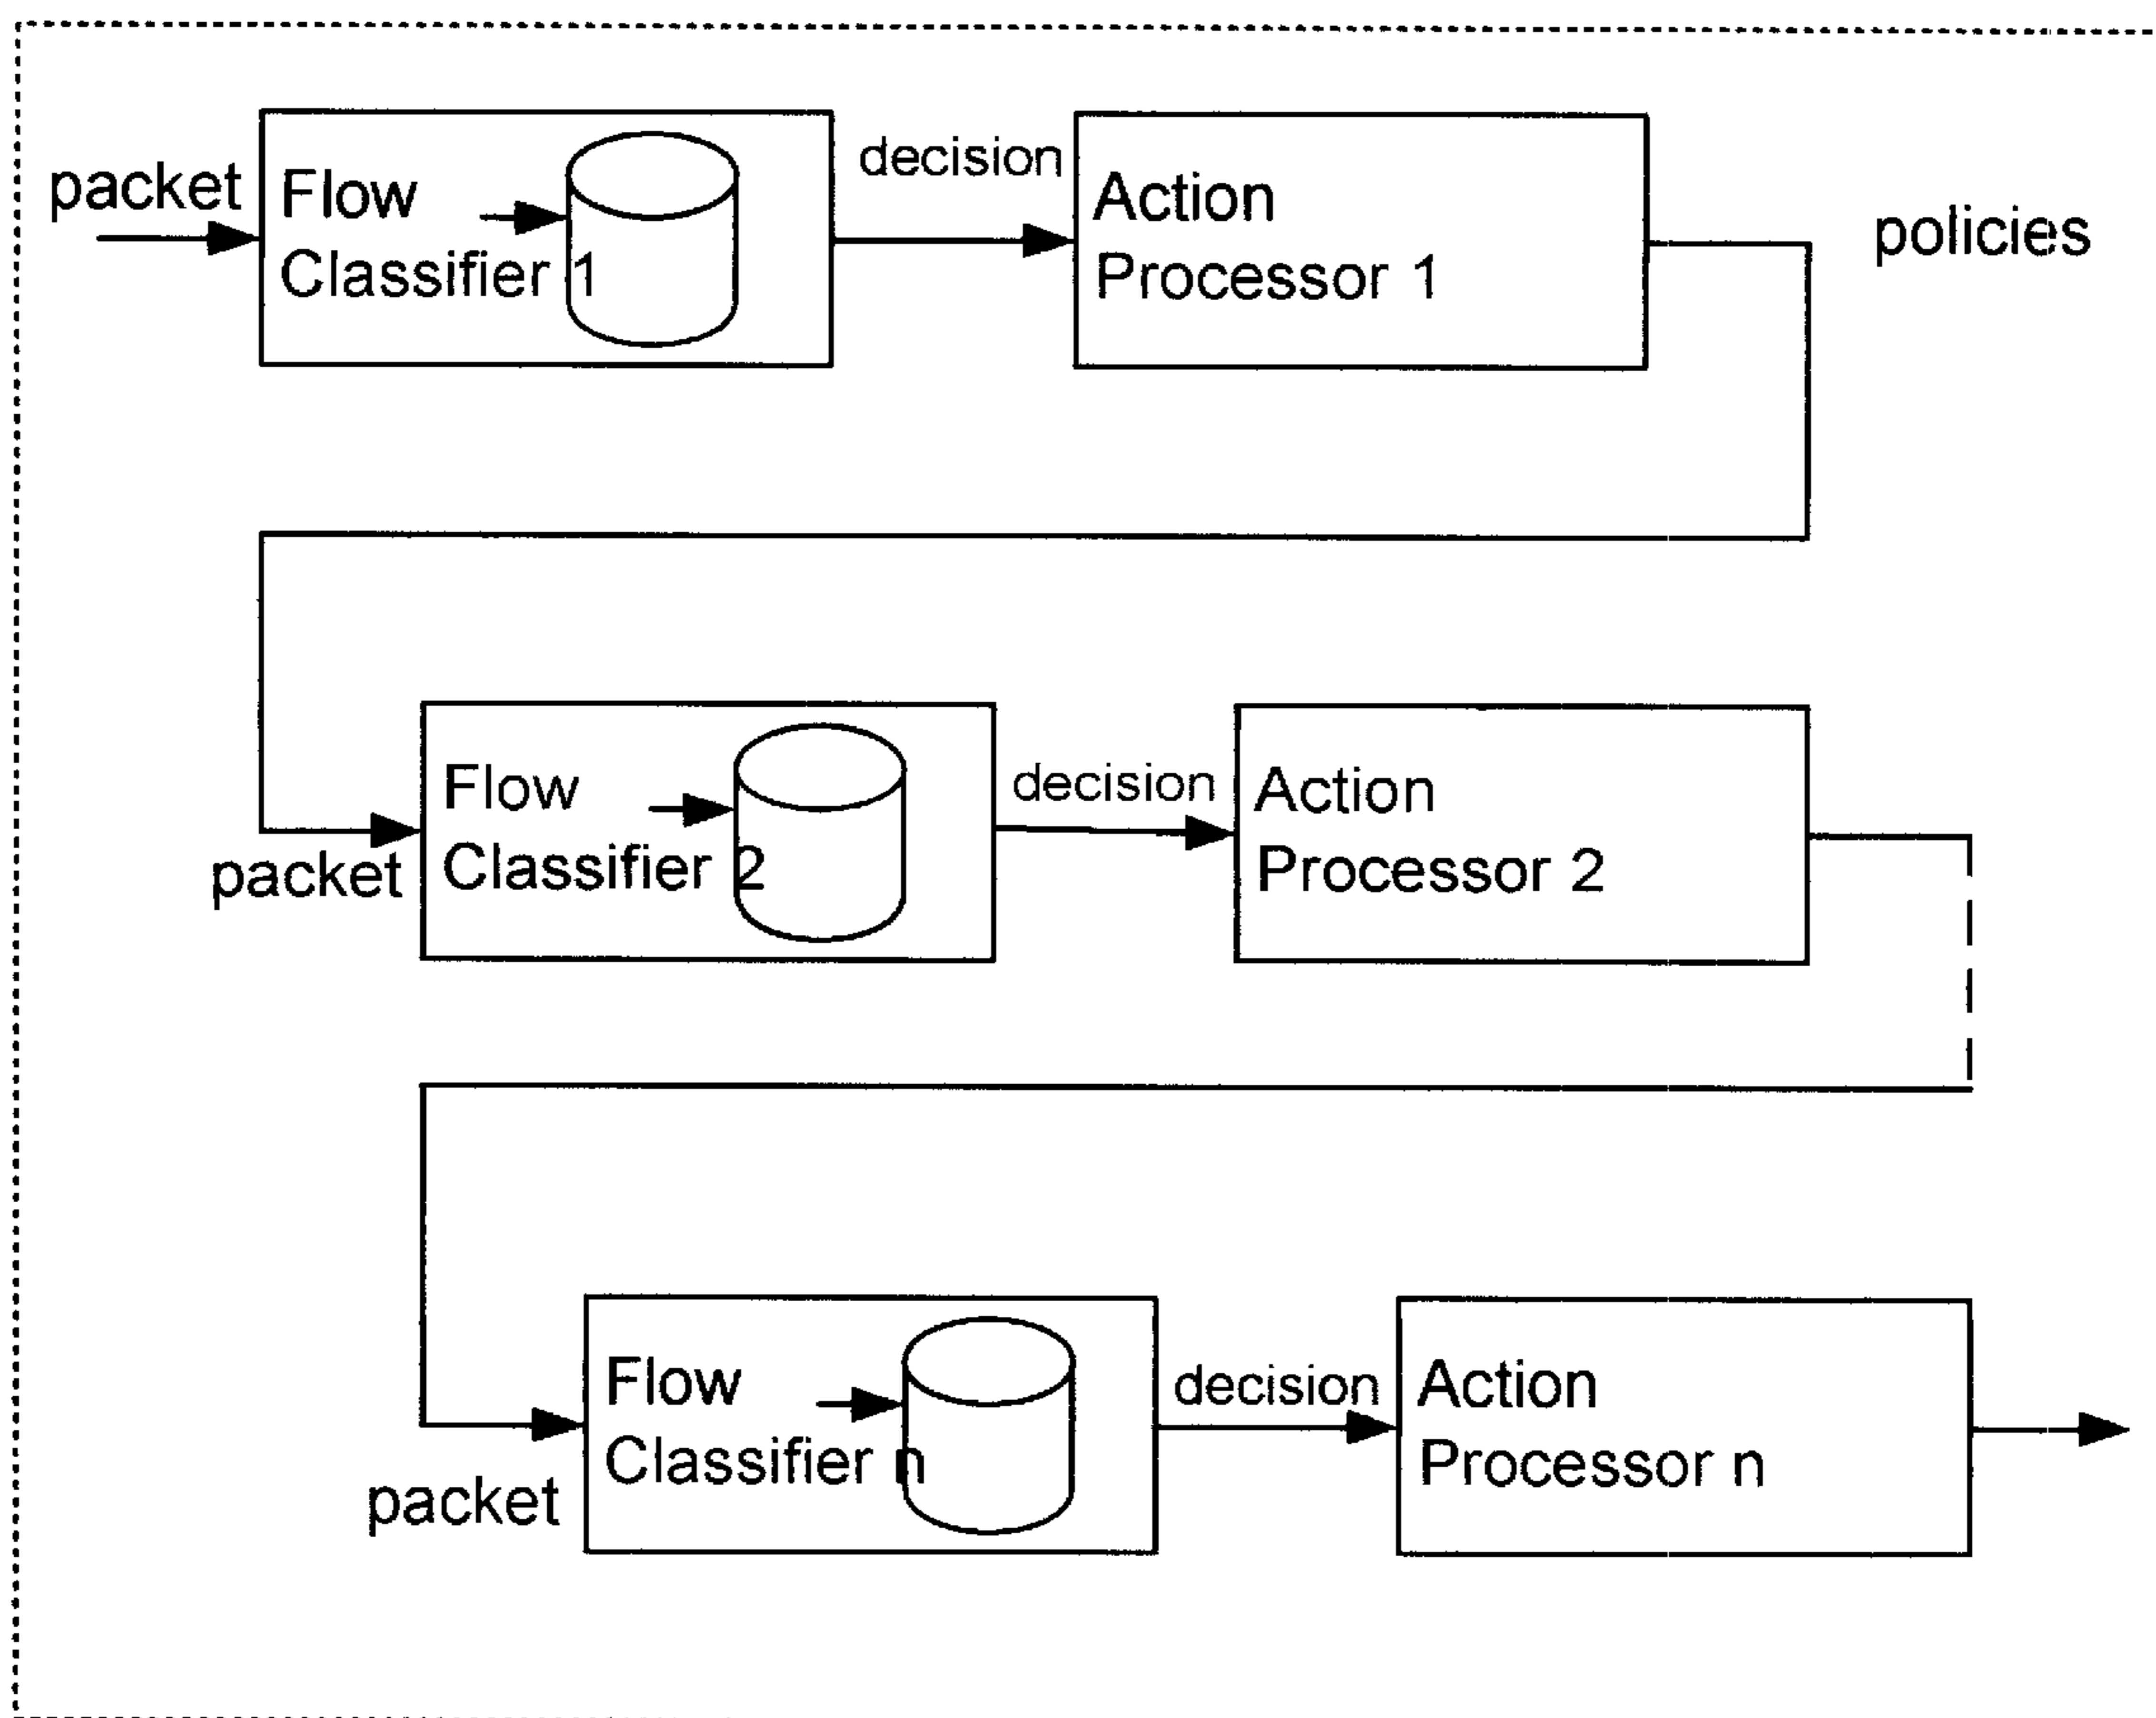 packet
Flow
Classifier 1
decision
Action
Processor 1
policies
packet
Flow
Classifier 2
decision
Action
Processor 2
packet
Flow
Classifier n
decision
Action
Processor n